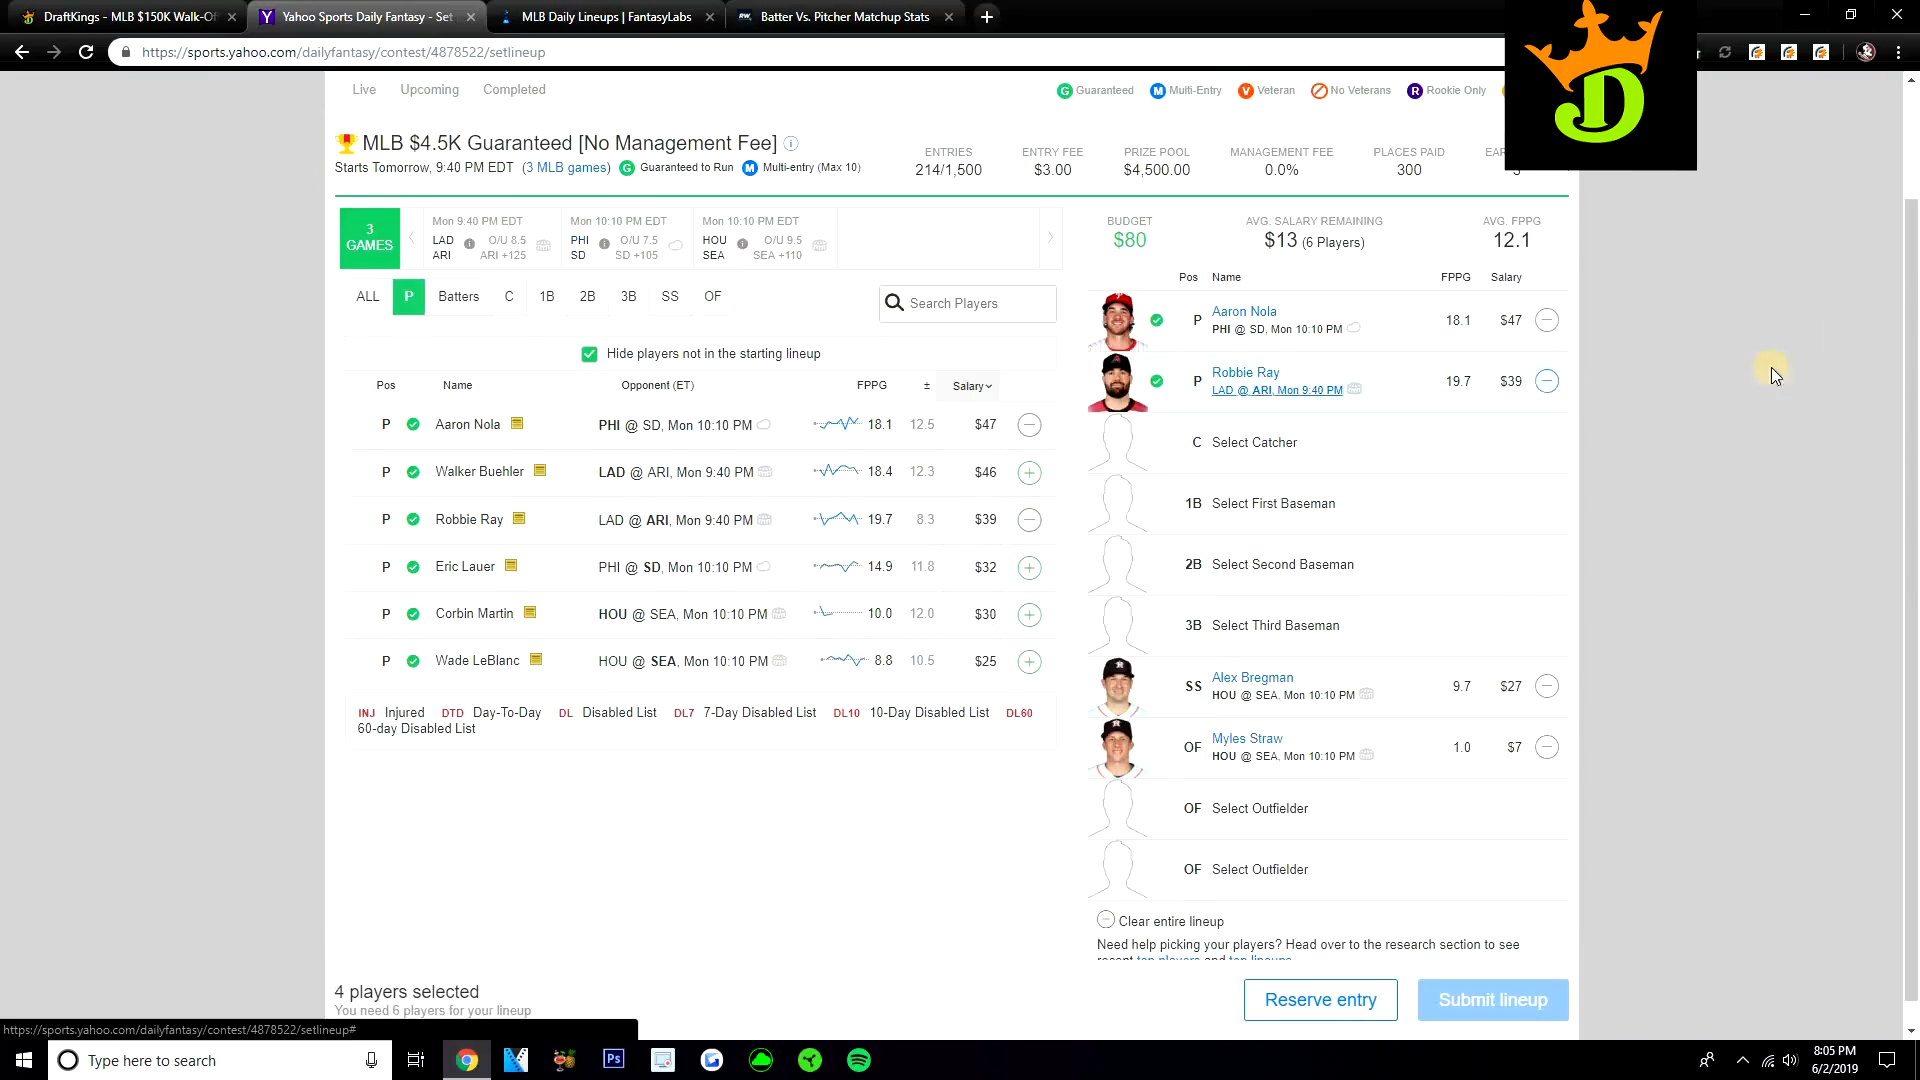 DraftKings - MLB $150K Walk-Of
Yahoo Sports Daily Fantasy - Set
MLB Daily Lineups | FantasyLabs
RW
Batter Vs. Pitcher Matchup Stats
https://sports.yahoo.com/dailyfantasy/contest/4878522/setlineup
D
Live Upcoming Completed
G Guaranteed M Multi-Entry V Veteran No Veterans R Rookie Only
MLB $4.5K Guaranteed [No Management Fee]
Starts Tomorrow, 9:40 PM EDT (3 MLB games) G Guaranteed to Run M Multi-entry (Max 10)
ENTRIES ENTRY FEE PRIZE POOL MANAGEMENT FEE PLACES PAID
214/1,500 $3.00 $4,500.00 0.0% 300
3 GAMES
Mon 9:40 PM EDT Mon 10:10 PM EDT Mon 10:10 PM EDT
LAD O/U 8.5 PHI O/U 7.5 HOU O/U 9.5
ARI ARI +125 SD SD +105 SEA SEA +110
BUDGET AVG. SALARY REMAINING AVG. FPPG
$80 $13 (6 Players) 12.1
ALL P Batters C 1B 2B 3B SS OF
Search Players
Hide players not in the starting lineup
Pos Name Opponent (ET) FPPG ± Salary
P Aaron Nola PHI @ SD, Mon 10:10 PM 18.1 12.5 $47
P Walker Buehler LAD @ ARI, Mon 9:40 PM 18.4 12.3 $46
P Robbie Ray LAD @ ARI, Mon 9:40 PM 19.7 8.3 $39
P Eric Lauer PHI @ SD, Mon 10:10 PM 14.9 11.8 $32
P Corbin Martin HOU @ SEA, Mon 10:10 PM 10.0 12.0 $30
P Wade LeBlanc HOU @ SEA, Mon 10:10 PM 8.8 10.5 $25
INJ Injured DTD Day-To-Day DL Disabled List DL7 7-Day Disabled List DL10 10-Day Disabled List DL60
60-day Disabled List
Pos Name FPPG Salary
P Aaron Nola 18.1 $47
PHI @ SD, Mon 10:10 PM
P Robbie Ray 19.7 $39
LAD @ ARI, Mon 9:40 PM
C Select Catcher
1B Select First Baseman
2B Select Second Baseman
3B Select Third Baseman
SS Alex Bregman 9.7 $27
HOU @ SEA, Mon 10:10 PM
OF Myles Straw 1.0 $7
HOU @ SEA, Mon 10:10 PM
OF Select Outfielder
OF Select Outfielder
Clear entire lineup
Need help picking your players? Head over to the research section to see
recent top players and top lineups
4 players selected
You need 6 players for your lineup
Reserve entry
Submit lineup
https://sports.yahoo.com/dailyfantasy/contest/4878522/setlineup#
Type here to search
Ps
8:05 PM
6/2/2019